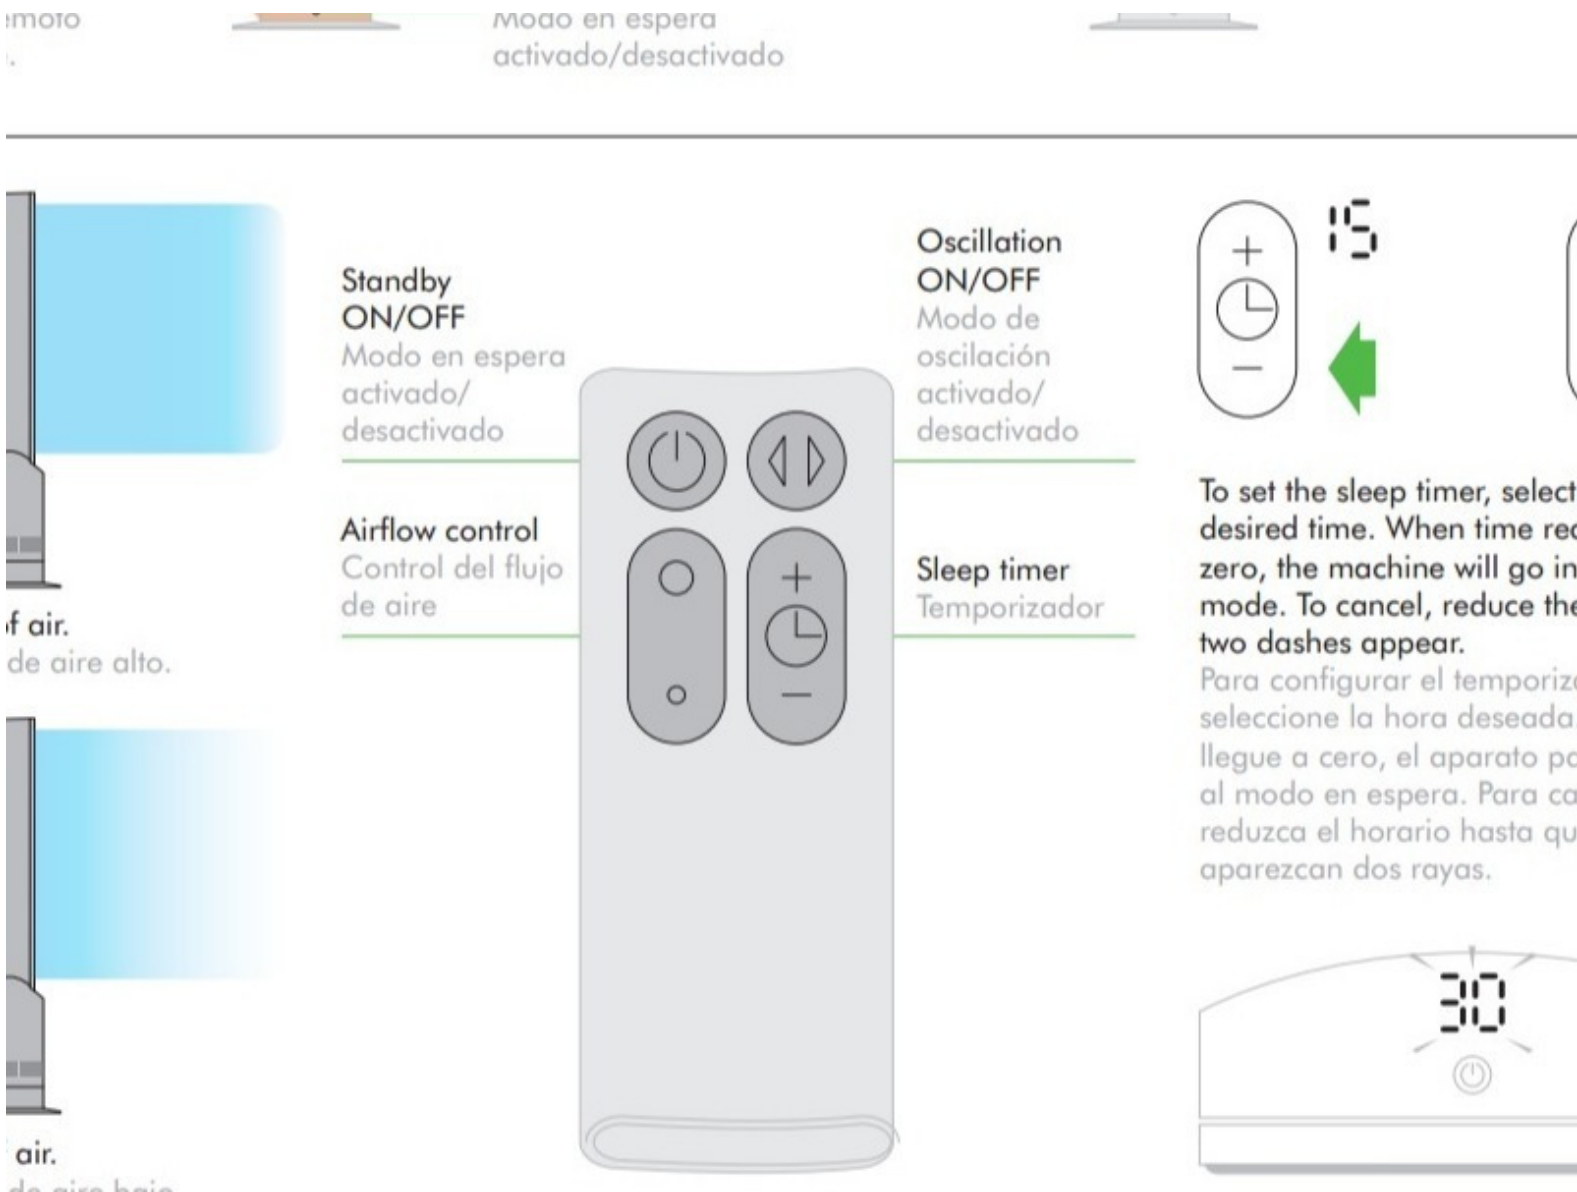 Modo en espera
activado/desactivado
Standby
ON/OFF
Modo en espera
activado/
desactivado
Airflow control
Control del flujo
de aire
Oscillation
ON/OFF
Modo de
oscilación
activado/
desactivado
Sleep timer
Temporizador
of air.
de aire alto.
air.
de aire bajo
15
To set the sleep timer, select
desired time. When time
zero, the machine will go
mode. To cancel, reduce the
two dashes appear.
Para configurar el
seleccione la hora deseada.
llegue a cero, el aparato
al modo en espera. Para
reduzca el horario hasta
aparezcan dos rayas.
30